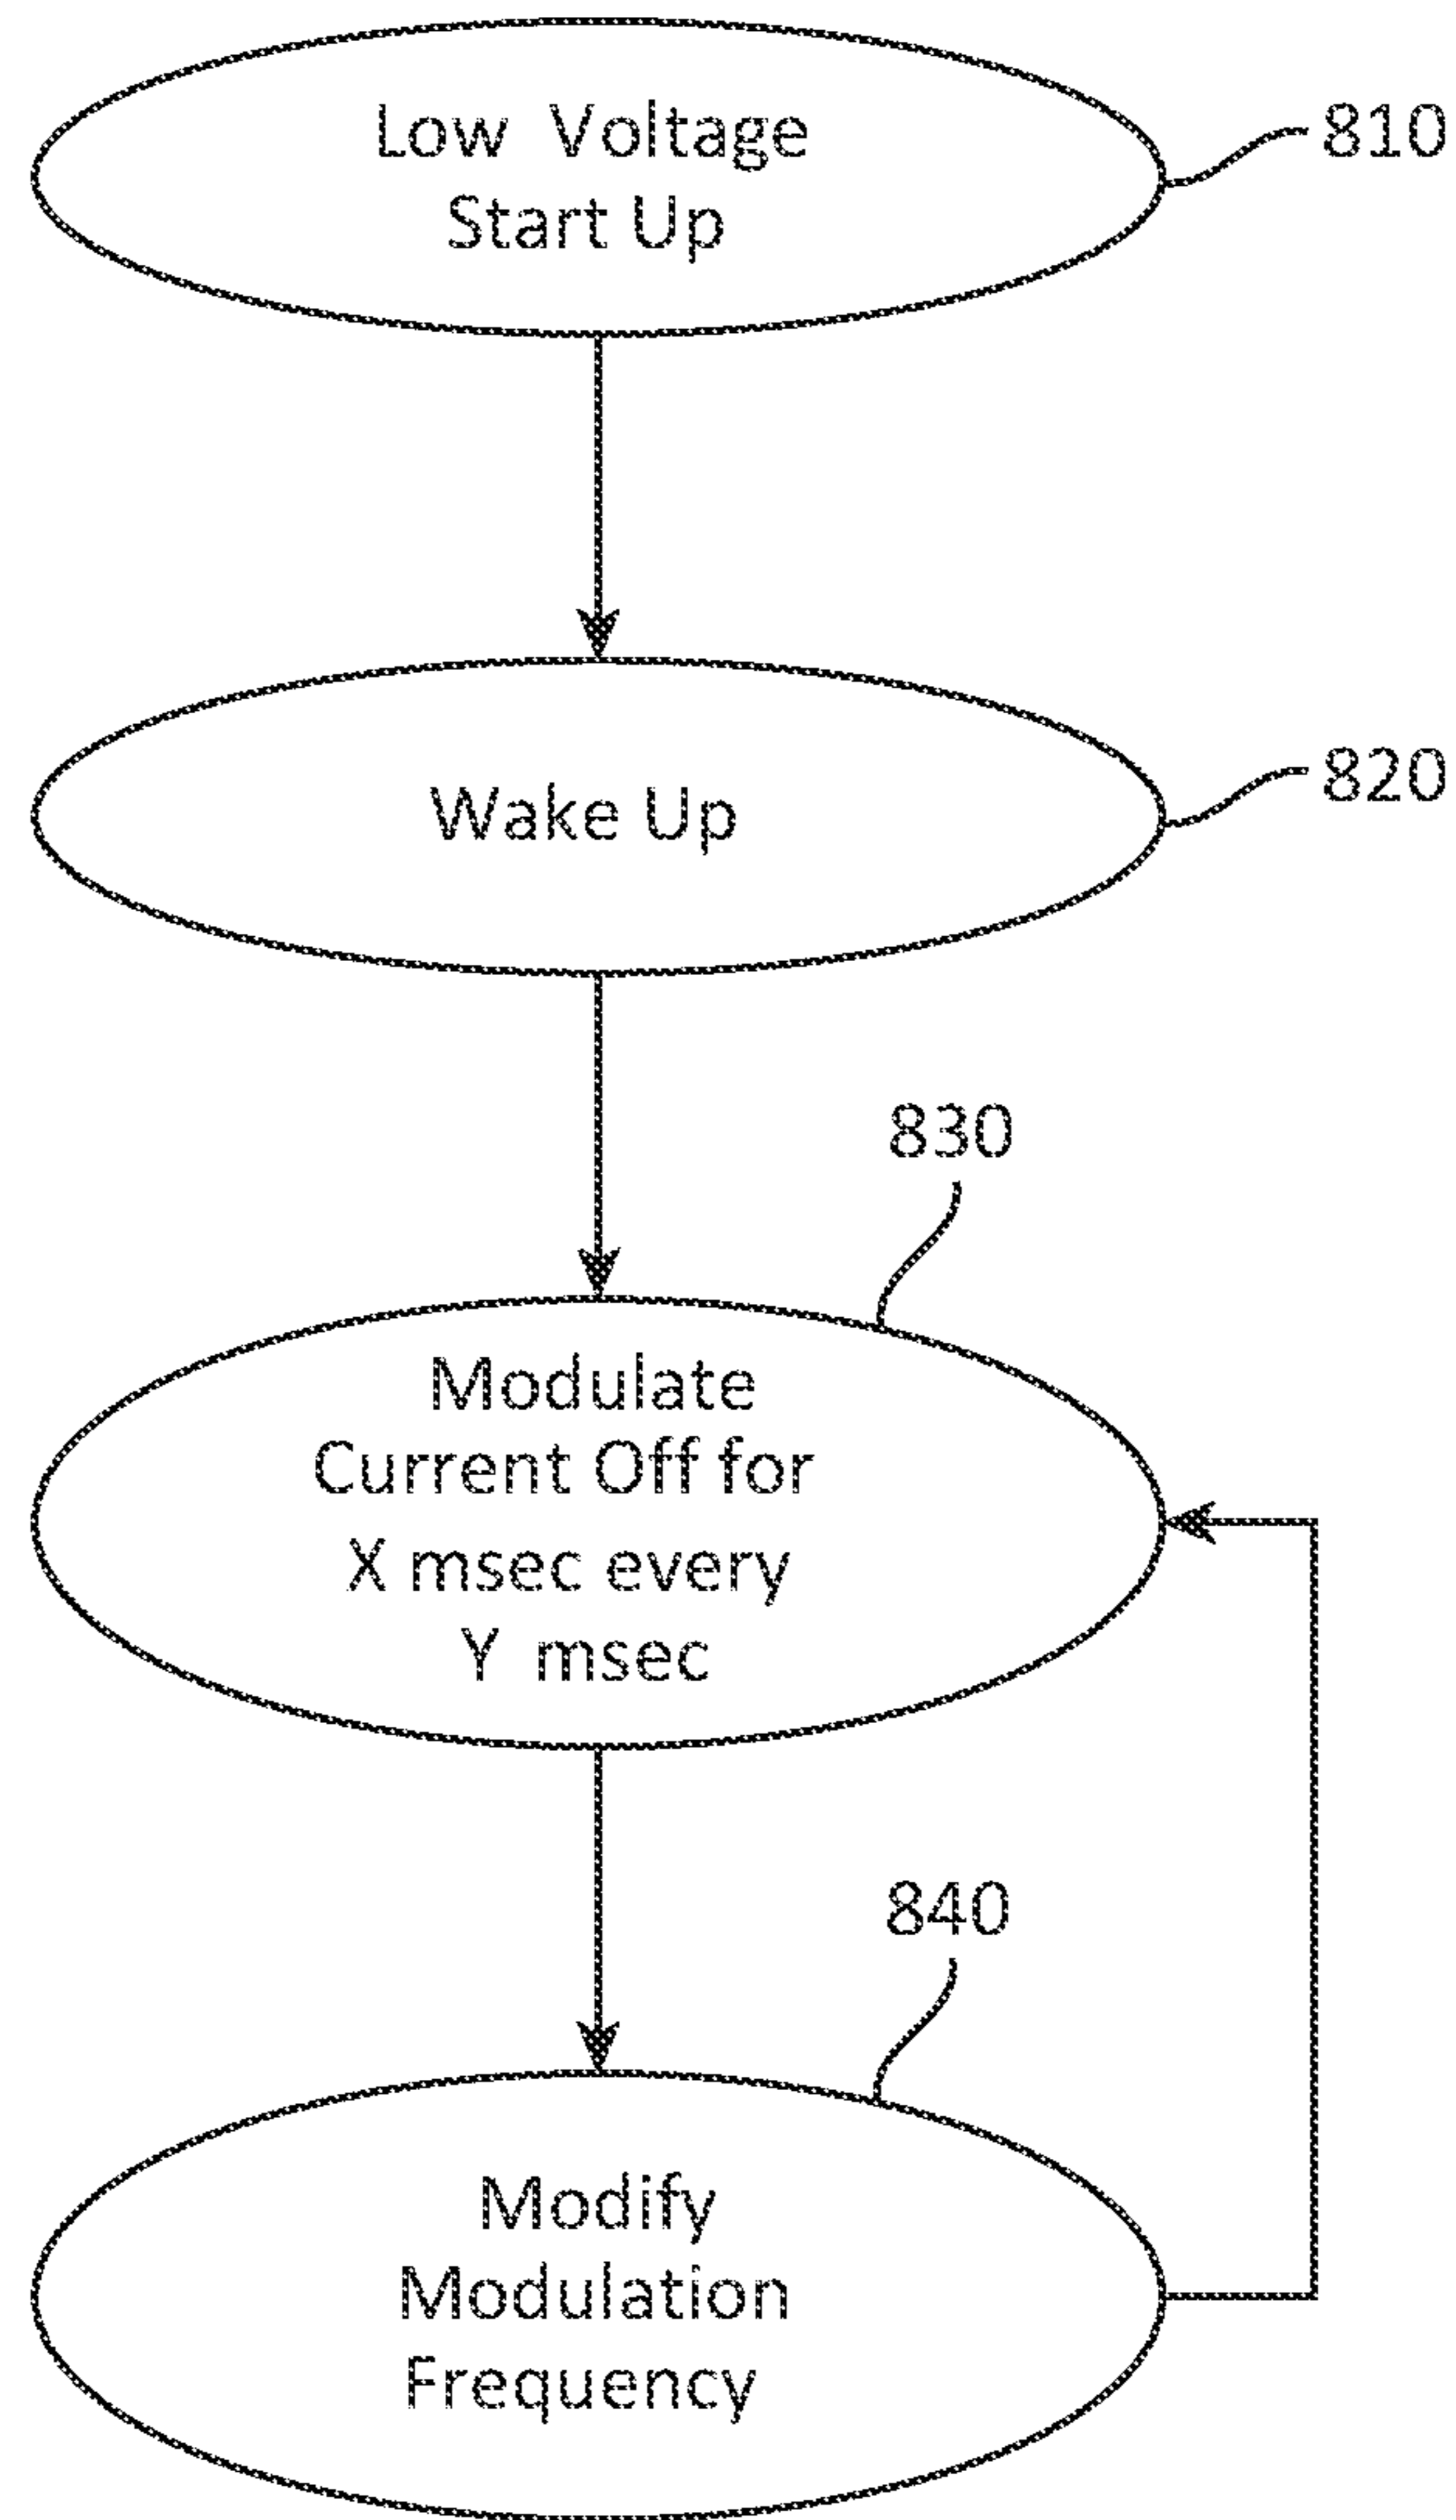 Low Voltage
Start Up
810
Wake Up
820
830
Modulate
Current Off for
X msec every
Y msec
840
Modify
Modulation
Frequency